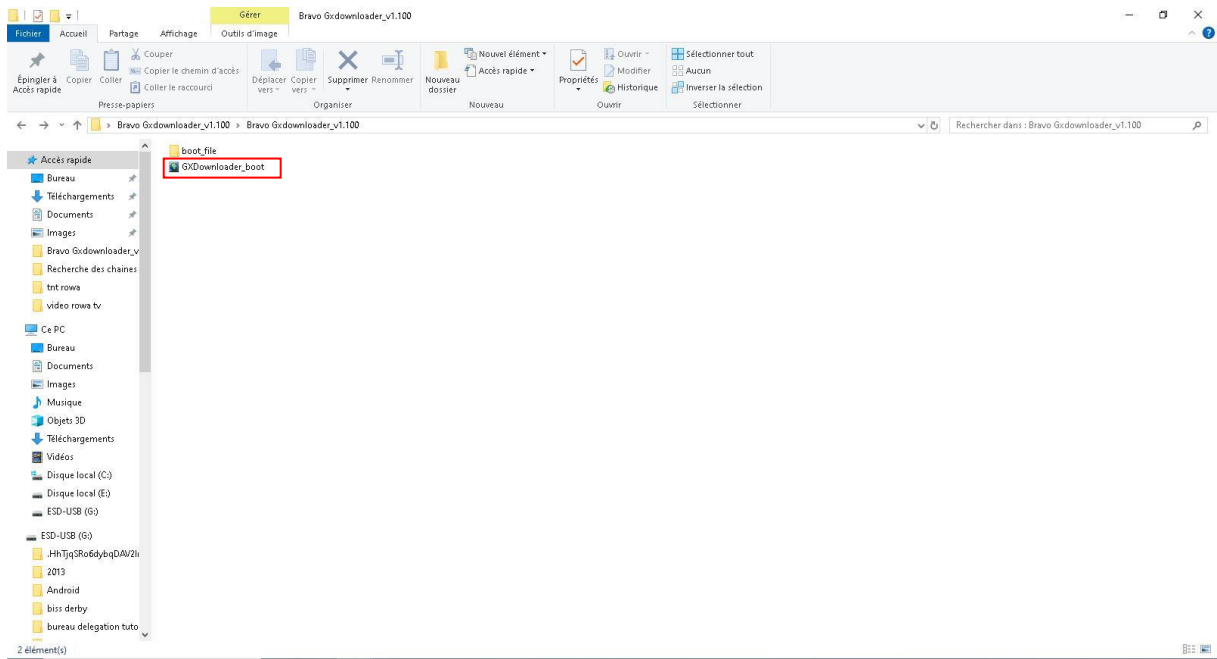 Gérer
Bravo Gxdownloader_v1.100
Fichier
Accueil
Partage
Affichage
Outils d'image
Épingler à Accès rapide
Copier
Coller
Couper
Copier le chemin d'accès
Coller le raccourci
Presse-papiers
Déplacer vers
Copier vers
Supprimer
Renommer
Organiser
Nouveau dossier
Nouvel élément
Accès rapide
Nouveau
Propriétés
Ouvrir
Modifier
Historique
Ouvrir
Sélectionner tout
Aucun
Inverser la sélection
Sélectionner
Bravo Gxdownloader_v1.100 > Bravo Gxdownloader_v1.100
Rechercher dans : Bravo Gxdownloader_v1.100
Accès rapide
Bureau
Téléchargements
Documents
Images
Bravo Gxdownloader_v
Recherche des chaines
tnt rowa
video rowa tv
Ce PC
Bureau
Documents
Images
Musique
Objets 3D
Téléchargements
Vidéos
Disque local (C:)
Disque local (E:)
ESD-USB (G:)
ESD-USB (G:)
2013
Android
biss derby
bureau delegation tuto
boot_file
GXDownloader_boot
2 élément(s)